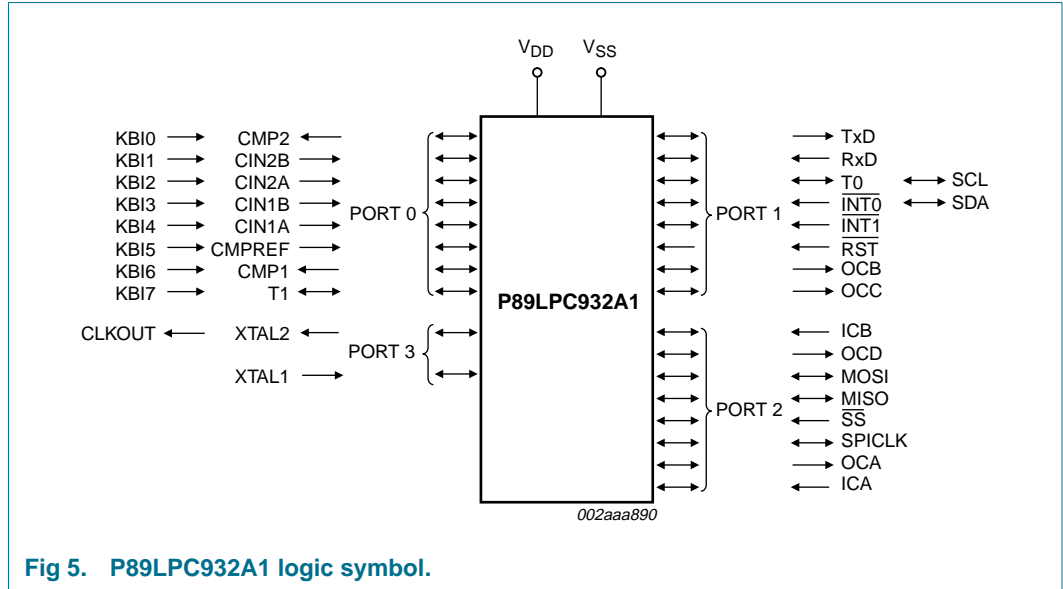 VDD VSS
KBI0 CMP2 TxD
KBI1 CIN2B RxD
KBI2 CIN2A T0 SCL
KBI3 CIN1B INT0 SDA
PORT 0 PORT 1
KBI4 CIN1A INT1
KBI5 CMPREF RST
KBI6 CMP1 OCB
KBI7 T1 OCC
P89LPC932A1
CLKOUT XTAL2 ICB
PORT 3 OCD
XTAL1 MOSI
MISO
PORT 2
SS
SPICLK
OCA
ICA
002aaa890
Fig 5. P89LPC932A1 logic symbol.